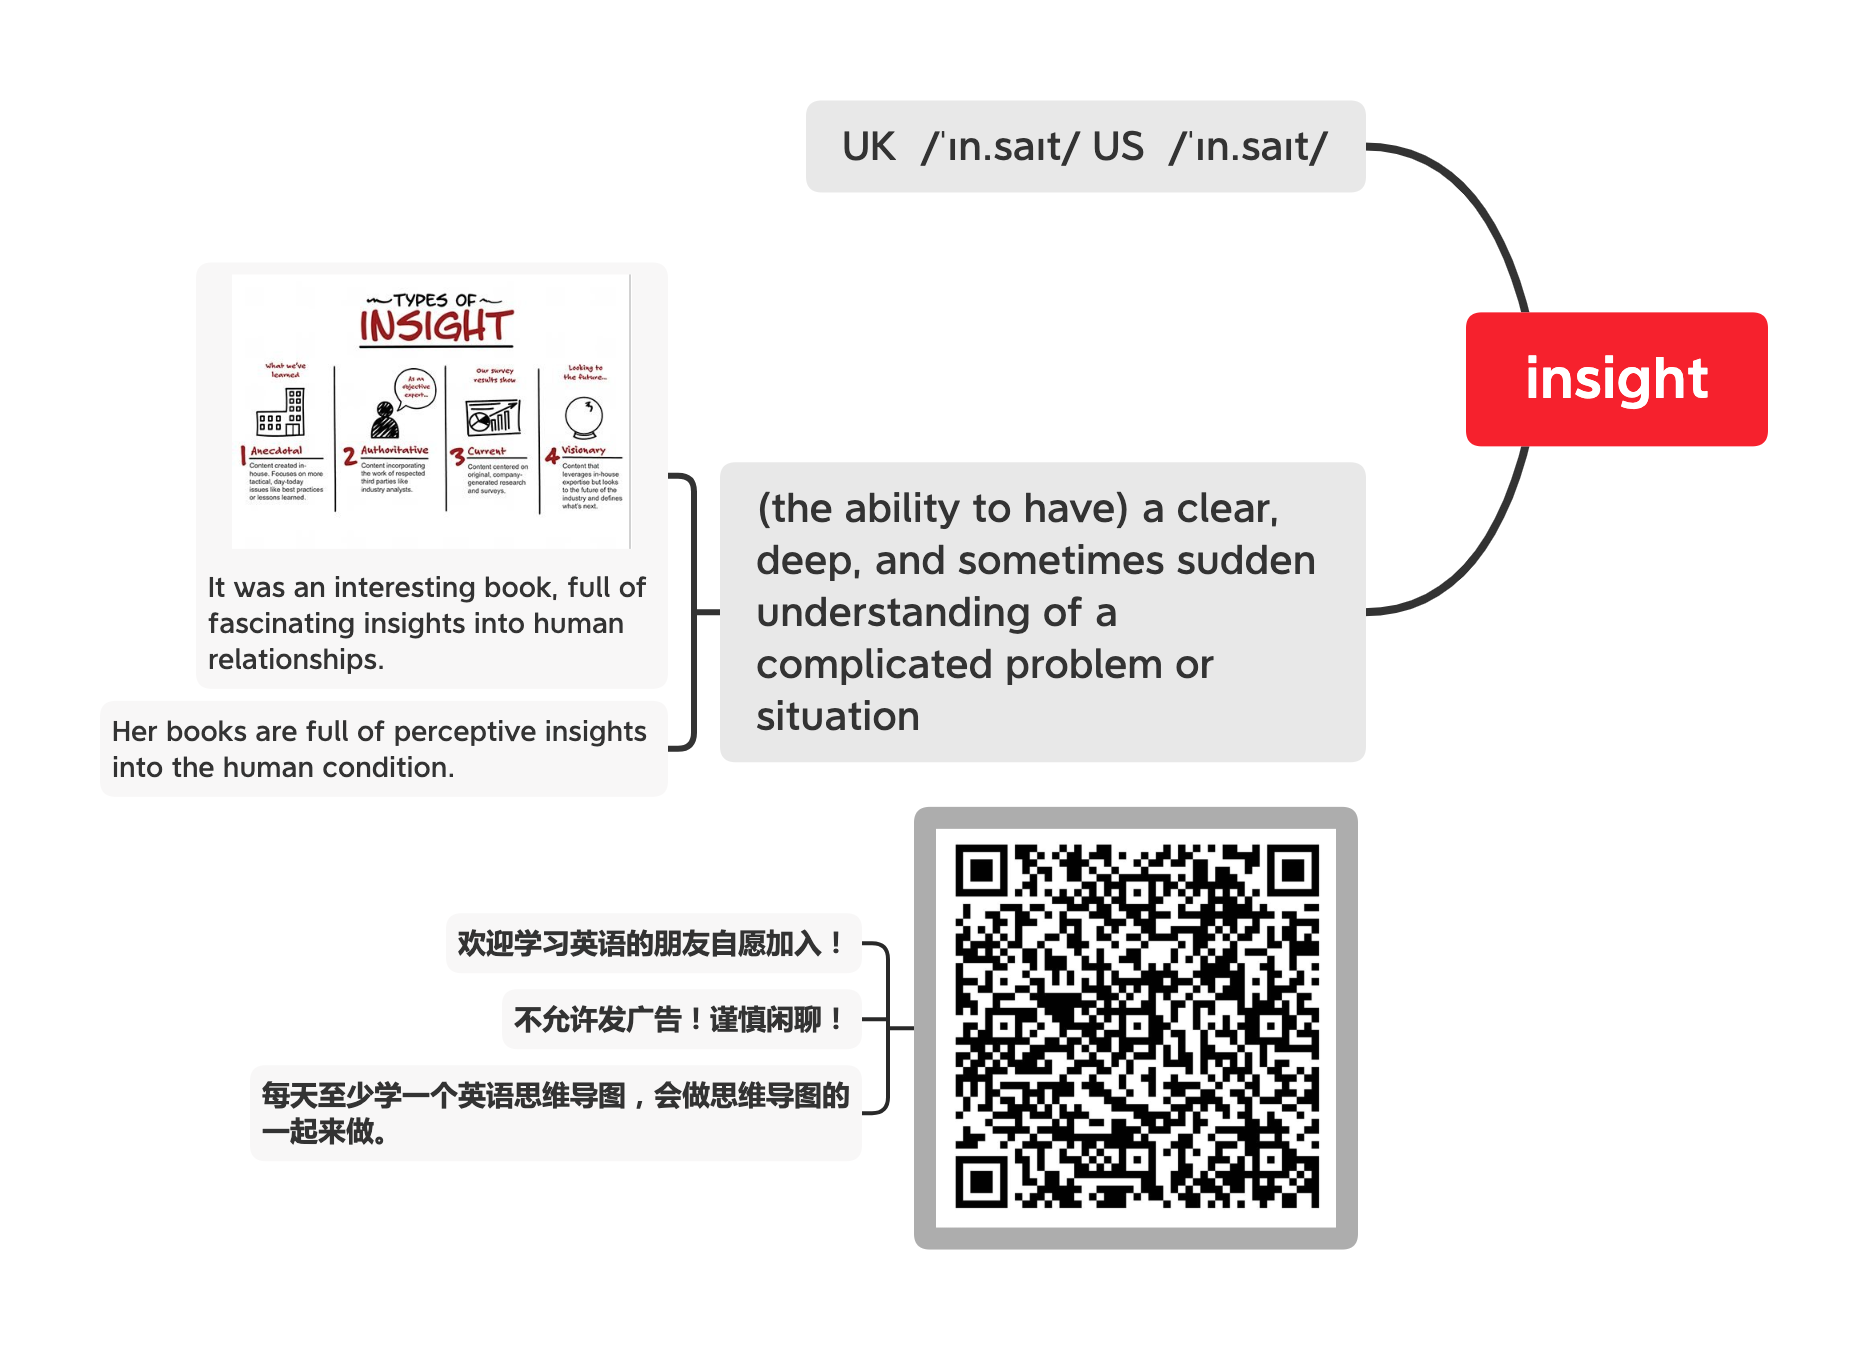 insight
UK /ˈɪn.saɪt/ US /ˈɪn.saɪt/
(the ability to have) a clear,
deep, and sometimes sudden
understanding of a
complicated problem or
situation
TYPES OF
INSIGHT
What we've
learned
1 Anecdotal
Content created in-
house. Focuses on more
tactical, day-today
issues like best practices
or lessons learned.
As an
objective
expert...
2 Authoritative
Content incorporating
the work of respected
third parties like
industry analysts.
Our survey
results show
3 Current
Content centered on
original, company-
generated research
and surveys.
Looking to
the future...
4 Visionary
Content that
leverages in-house
expertise but looks
to the future of the
industry and defines
what's next.
It was an interesting book, full of
fascinating insights into human
relationships.
Her books are full of perceptive insights
into the human condition.
欢迎学习英语的朋友自愿加入！
不允许发广告！谨慎闲聊！
每天至少学一个英语思维导图，会做思维导图的
一起来做。